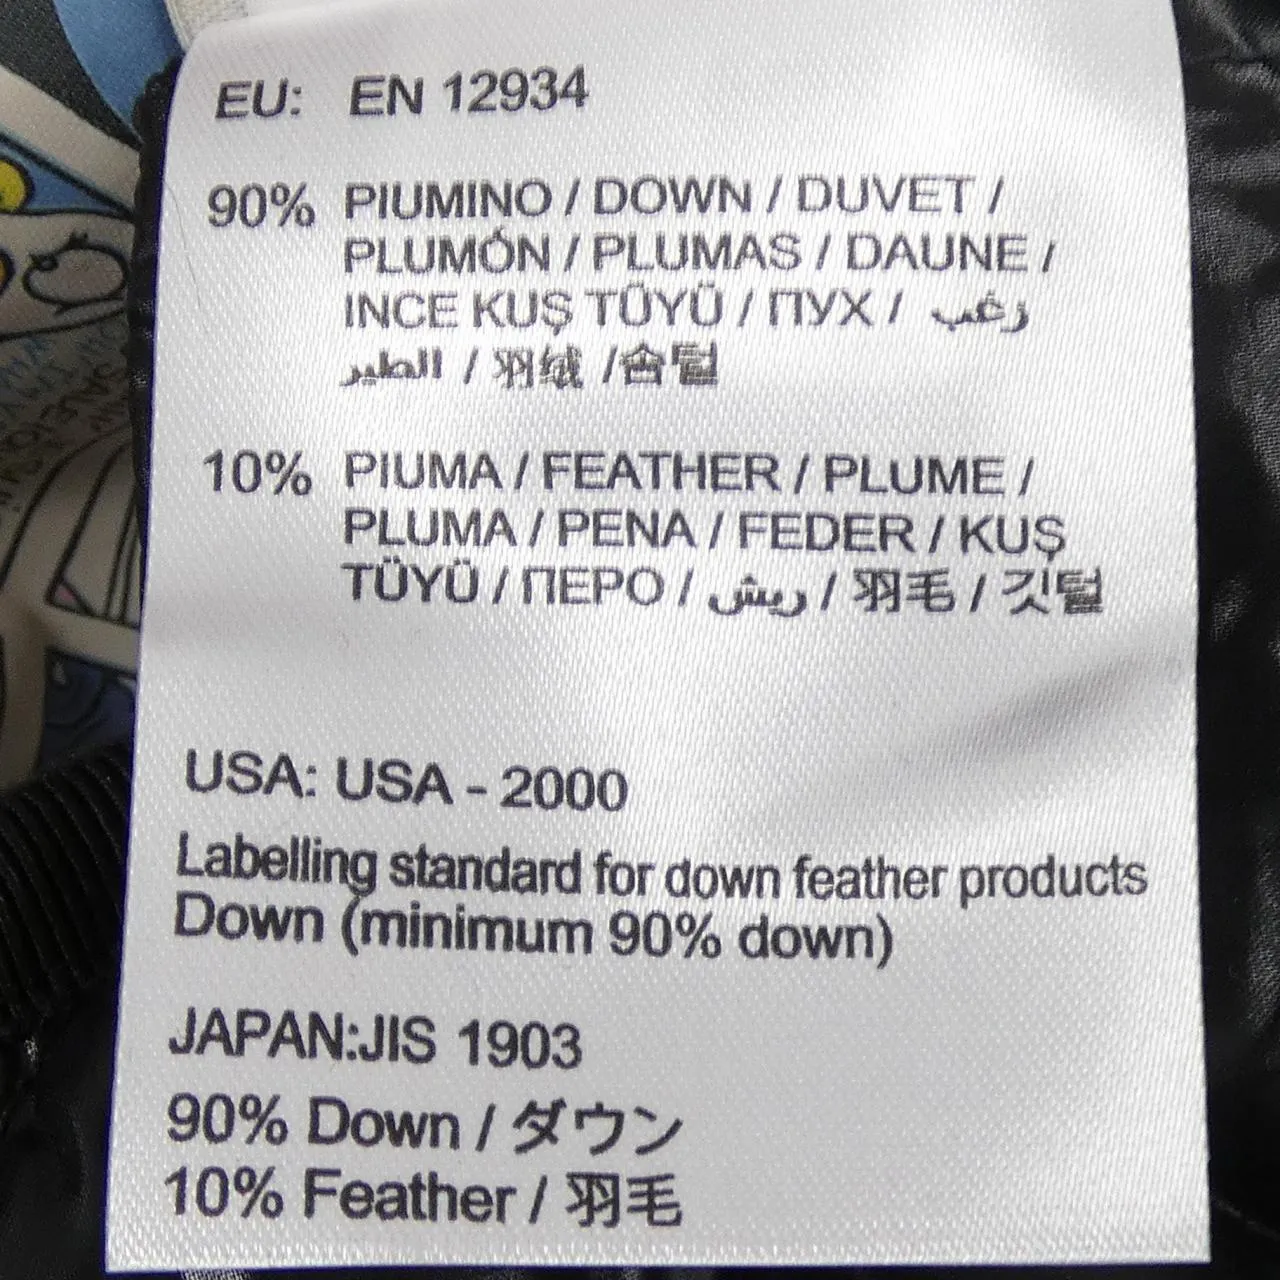 EU: EN 12934
90% PIUMINO / DOWN / DUVET /
PLUMÓN / PLUMAS / DAUNE /
INCE KUŞ TÜYÜ / ПУХ / زغب
الطير / 羽绒 /솜털
10% PIUMA / FEATHER / PLUME /
PLUMA / PENA / FEDER / KUŞ
TÜYÜ / ПЕРО / ريش / 羽毛 / 깃털
USA: USA - 2000
Labelling standard for down feather products
Down (minimum 90% down)
JAPAN:JIS 1903
90% Down / ダウン
10% Feather / 羽毛